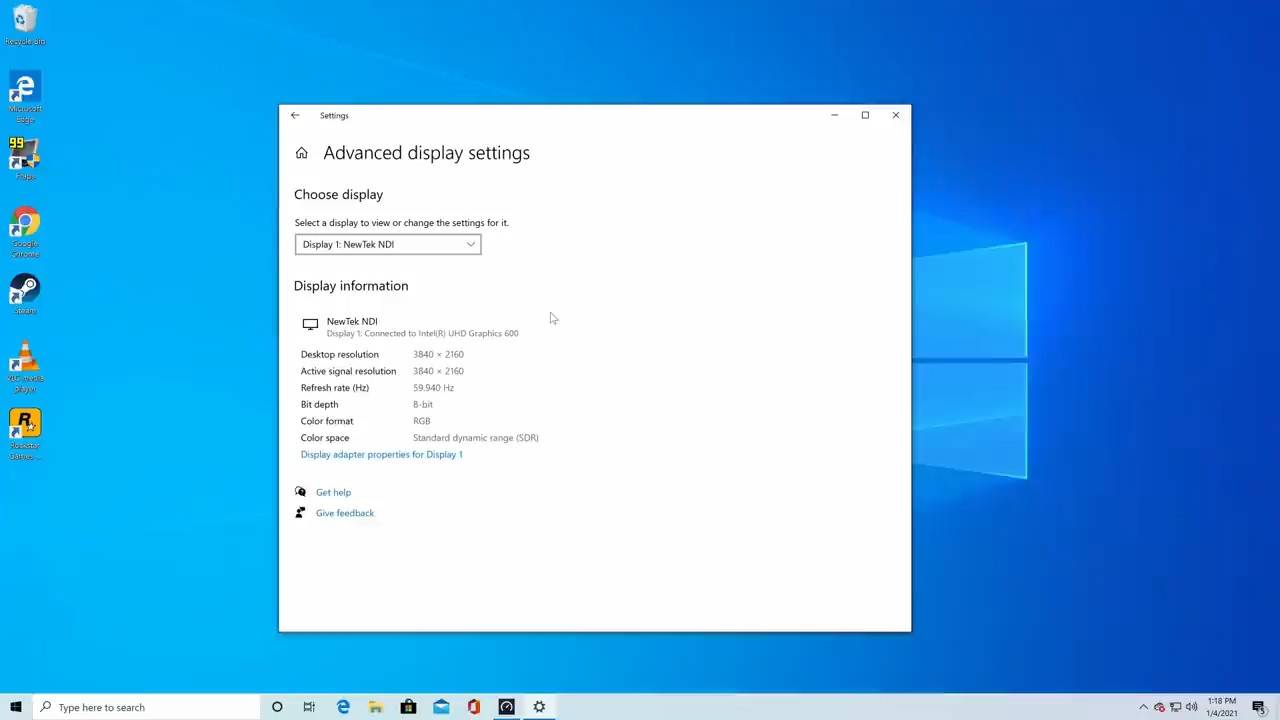 Recycle Bin
Microsoft
Edge
99
Fraps
Google
Chrome
Steam
VLC media
player
R
Rockstar
Games ...
Settings
Advanced display settings
Choose display
Select a display to view or change the settings for it.
Display 1: NewTek NDI
Display information
NewTek NDI
Display 1: Connected to Intel(R) UHD Graphics 600
Desktop resolution 3840 × 2160
Active signal resolution 3840 × 2160
Refresh rate (Hz) 59.940 Hz
Bit depth 8-bit
Color format RGB
Color space Standard dynamic range (SDR)
Display adapter properties for Display 1
Get help
Give feedback
Type here to search
1:18 PM
1/4/2021